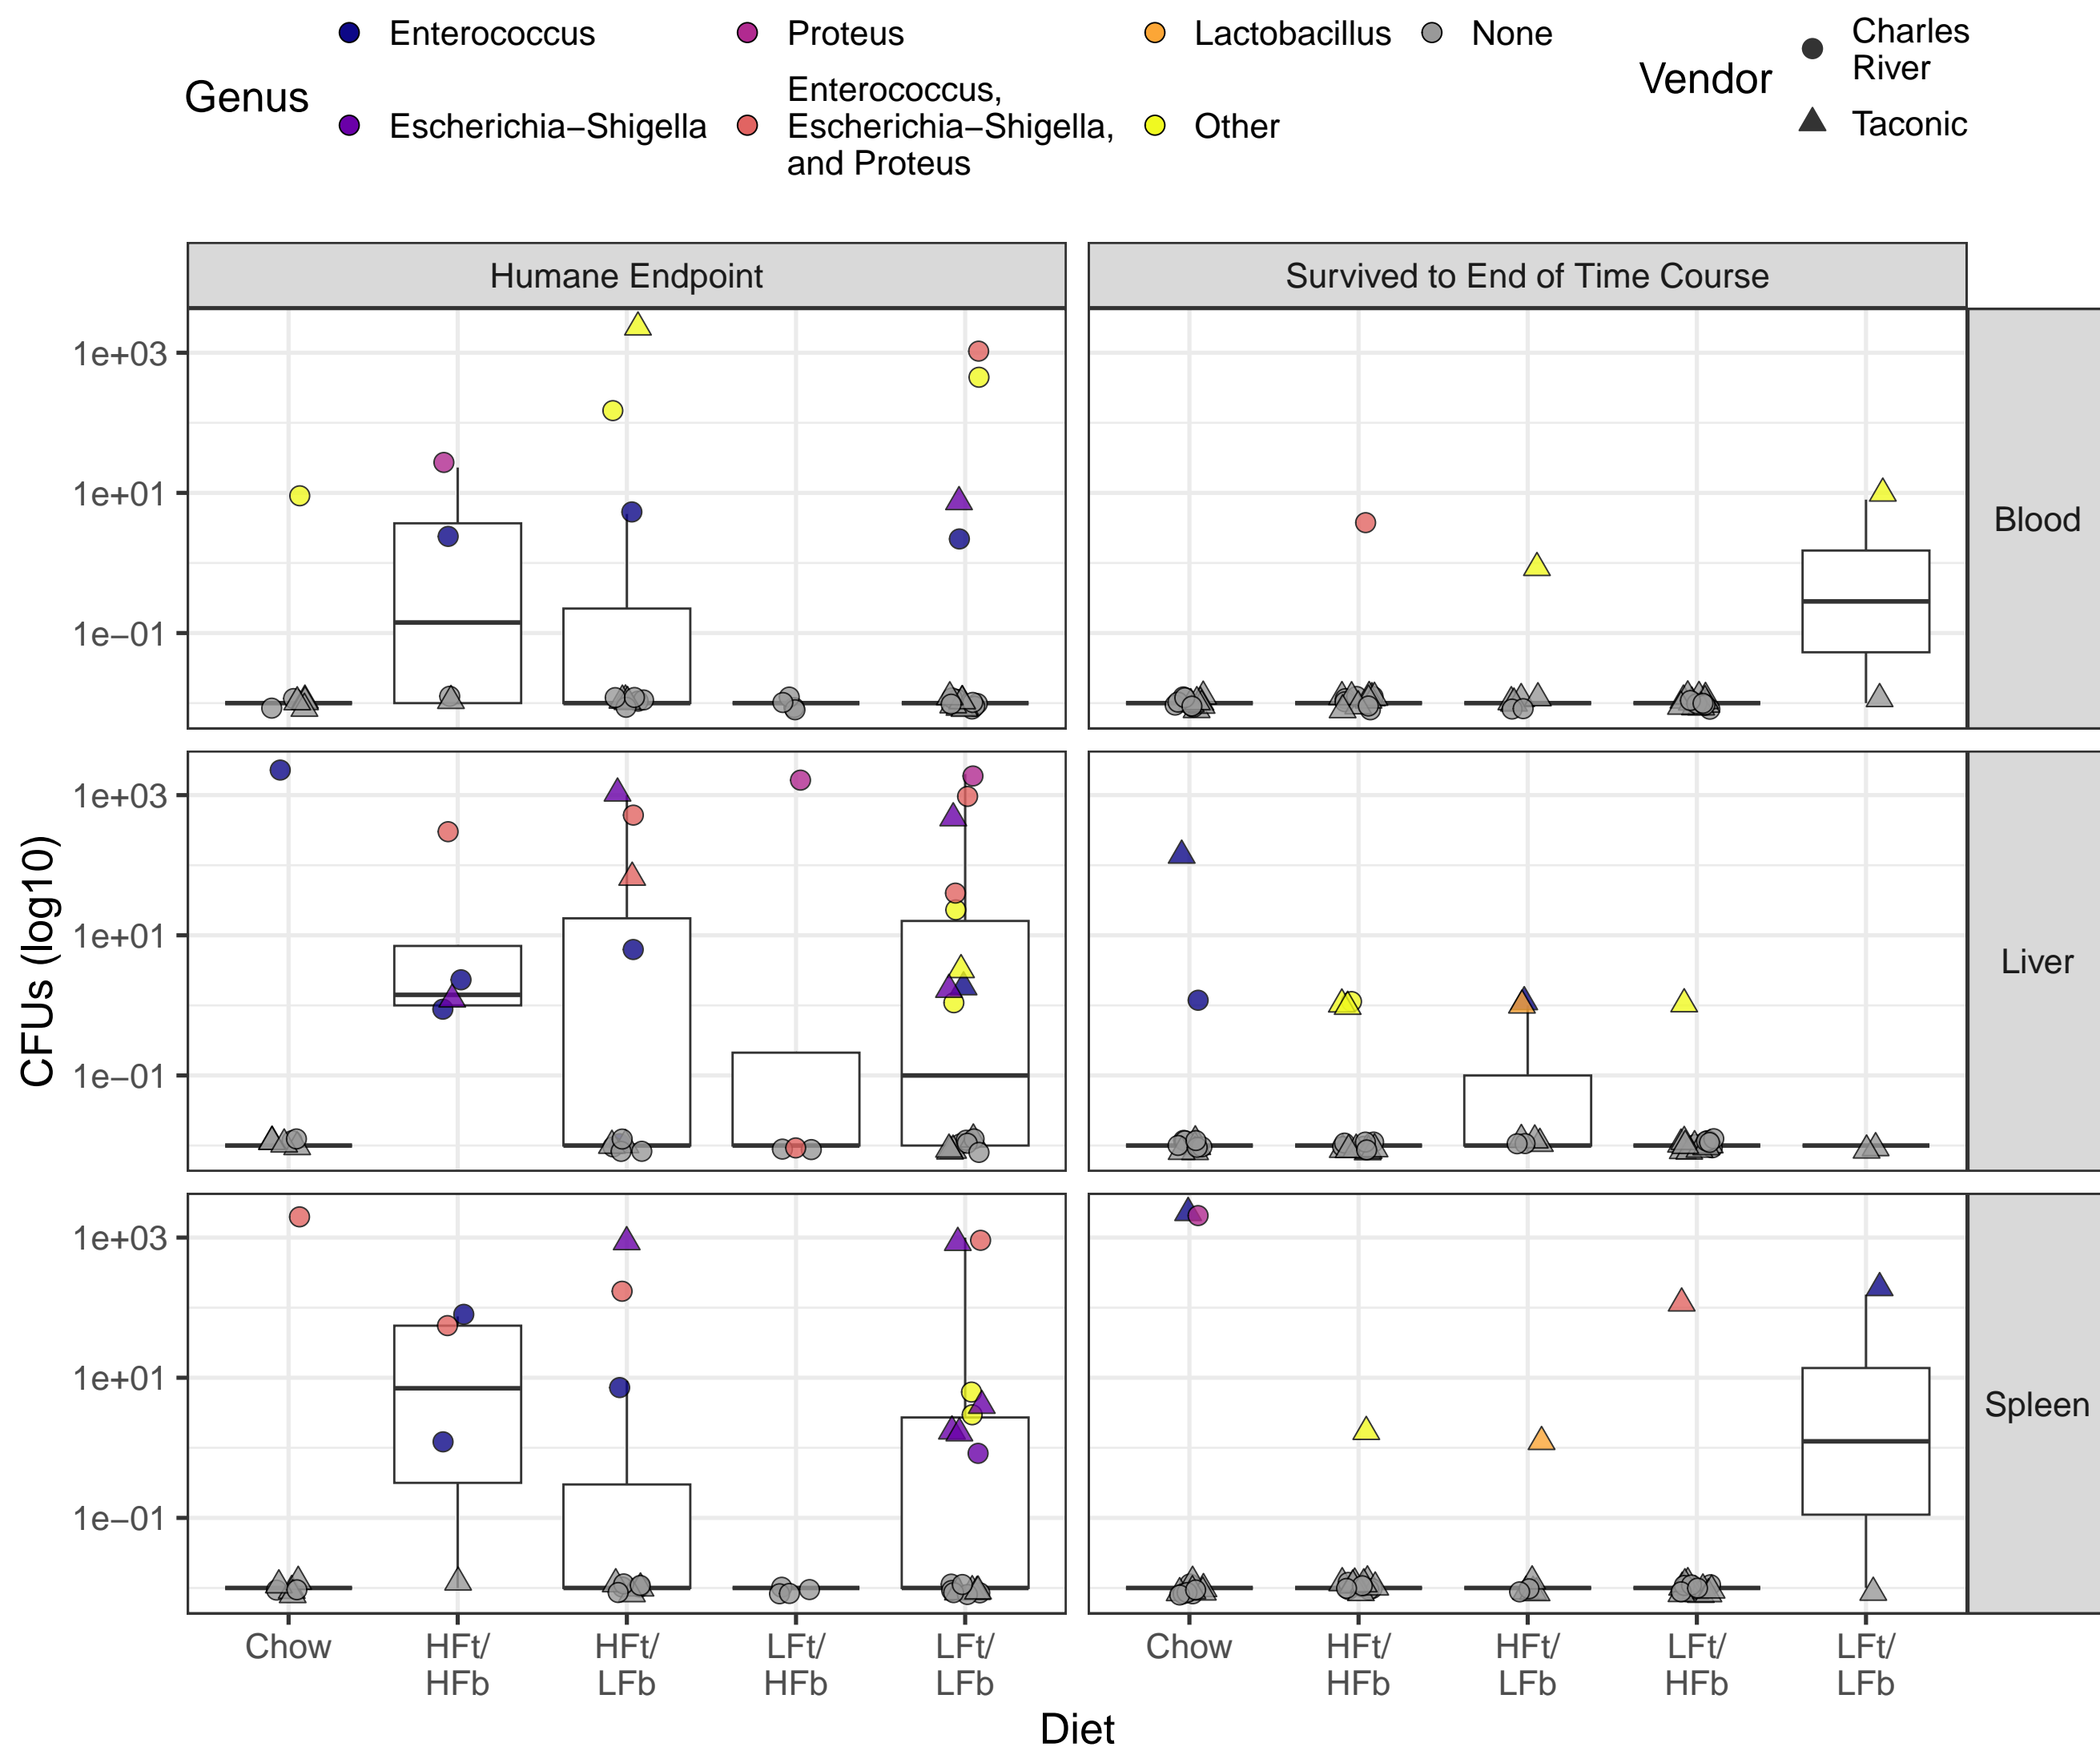 Genus
Enterococcus
Escherichia−Shigella
Proteus
Enterococcus,
Escherichia−Shigella,
and Proteus
Lactobacillus
Other
None
Vendor
Charles
River
Taconic
Humane Endpoint
Survived to End of Time Course
1e+03
1e+01
1e−01
Blood
1e+03
1e+01
1e−01
Liver
1e+03
1e+01
1e−01
Spleen
CFUs (log10)
Chow
HFt/
HFb
HFt/
LFb
LFt/
HFb
LFt/
LFb
Chow
HFt/
HFb
HFt/
LFb
LFt/
HFb
LFt/
LFb
Diet